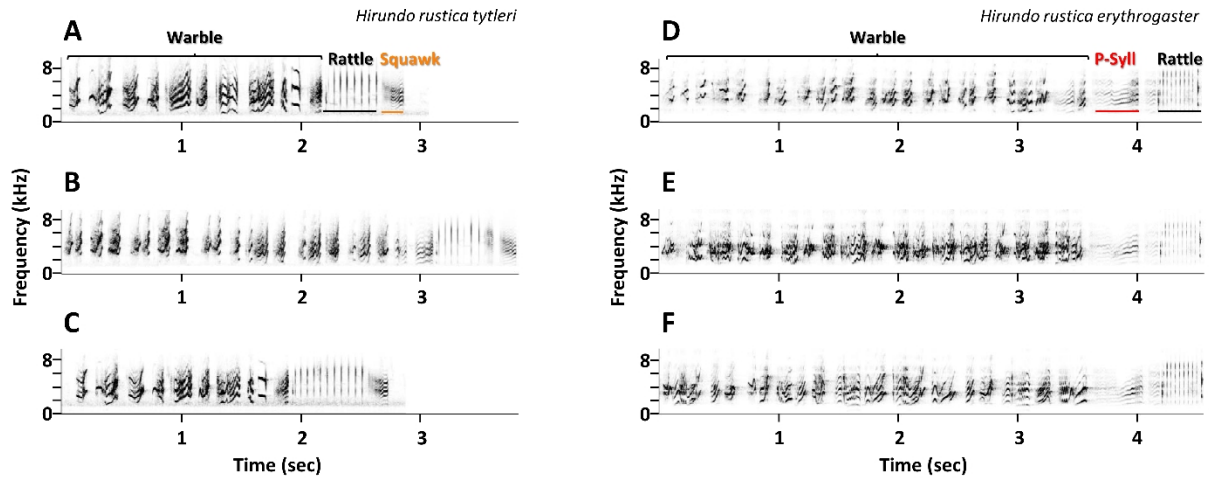 A
Hirundo rustica tytleri
Warble
Rattle
Squawk
8
0
1
2
3
B
8
0
1
2
3
C
8
0
1
2
3
Frequency (kHz)
Time (sec)
D
Hirundo rustica erythrogaster
Warble
P-Syll
Rattle
8
0
1
2
3
4
E
8
0
1
2
3
4
F
8
0
1
2
3
4
Frequency (kHz)
Time (sec)